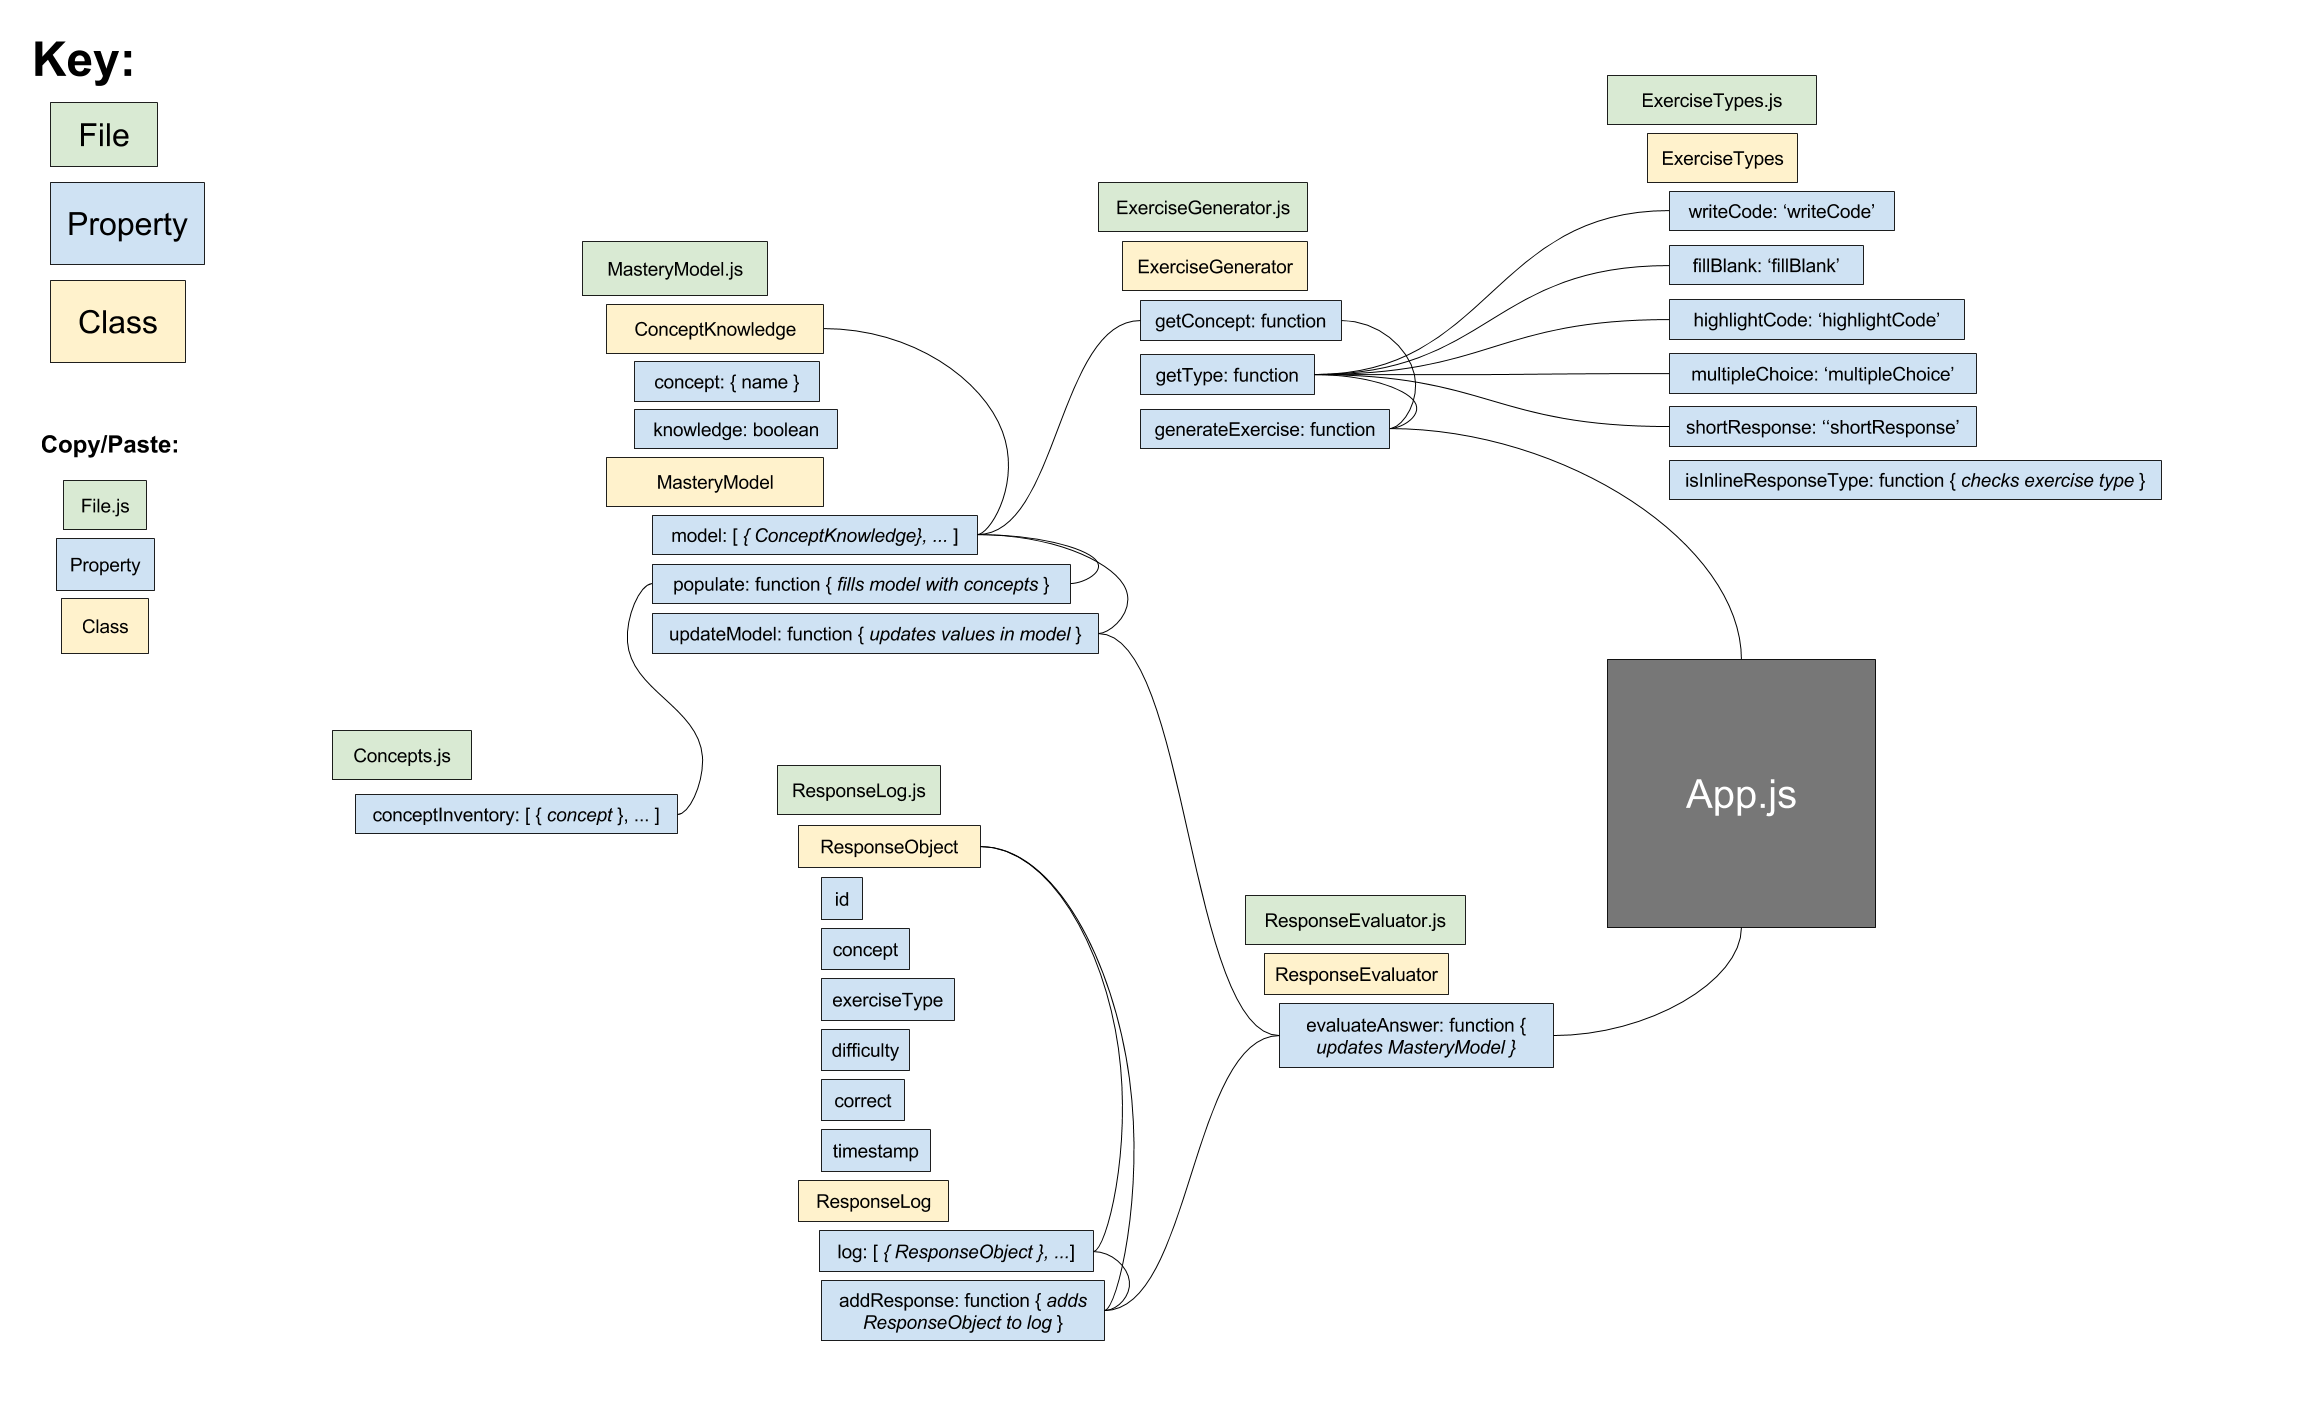 Key:
File
Property
Class
Copy/Paste:
File.js
Property
Class
MasteryModel.js
ConceptKnowledge
concept: { name }
knowledge: boolean
MasteryModel
model: [ { ConceptKnowledge}, ... ]
populate: function { fills model with concepts }
updateModel: function { updates values in model }
Concepts.js
conceptInventory: [ { concept }, ... ]
ResponseLog.js
ResponseObject
id
concept
exerciseType
difficulty
correct
timestamp
ResponseLog
log: [ { ResponseObject }, ...]
addResponse: function { adds
ResponseObject to log }
ExerciseGenerator.js
ExerciseGenerator
getConcept: function
getType: function
generateExercise: function
ExerciseTypes.js
ExerciseTypes
writeCode: ‘writeCode’
fillBlank: ‘fillBlank’
highlightCode: ‘highlightCode’
multipleChoice: ‘multipleChoice’
shortResponse: ‘‘shortResponse’
isInlineResponseType: function { checks exercise type }
App.js
ResponseEvaluator.js
ResponseEvaluator
evaluateAnswer: function {
updates MasteryModel }